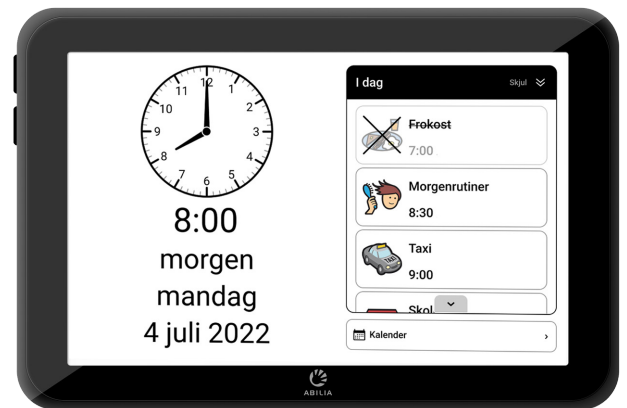 12
1
2
3
4
5
6
7
8
9
10
11
8:00
morgen
mandag
4 juli 2022
I dag
Skjul
Frokost
7:00
Morgenrutiner
8:30
Taxi
9:00
Skol
Kalender
ABILIA